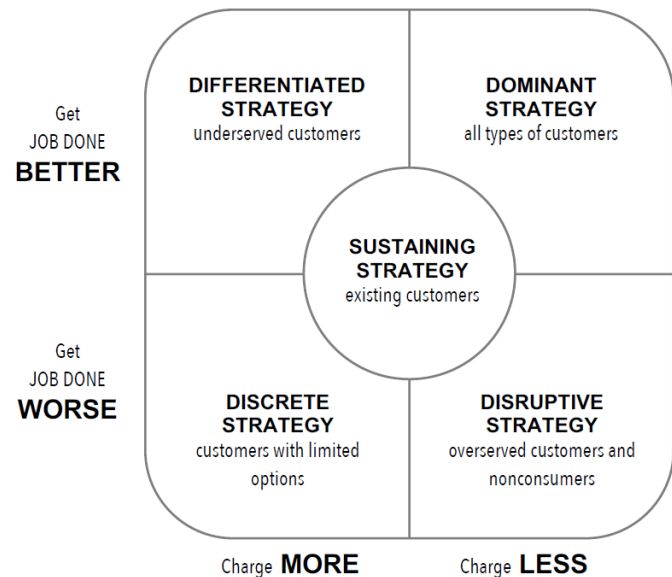 Get
JOB DONE
BETTER
DIFFERENTIATED
STRATEGY
underserved customers
DOMINANT
STRATEGY
all types of customers
SUSTAINING
STRATEGY
existing customers
Get
JOB DONE
WORSE
DISCRETE
STRATEGY
customers with limited
options
DISRUPTIVE
STRATEGY
overserved customers and
nonconsumers
Charge MORE
Charge LESS